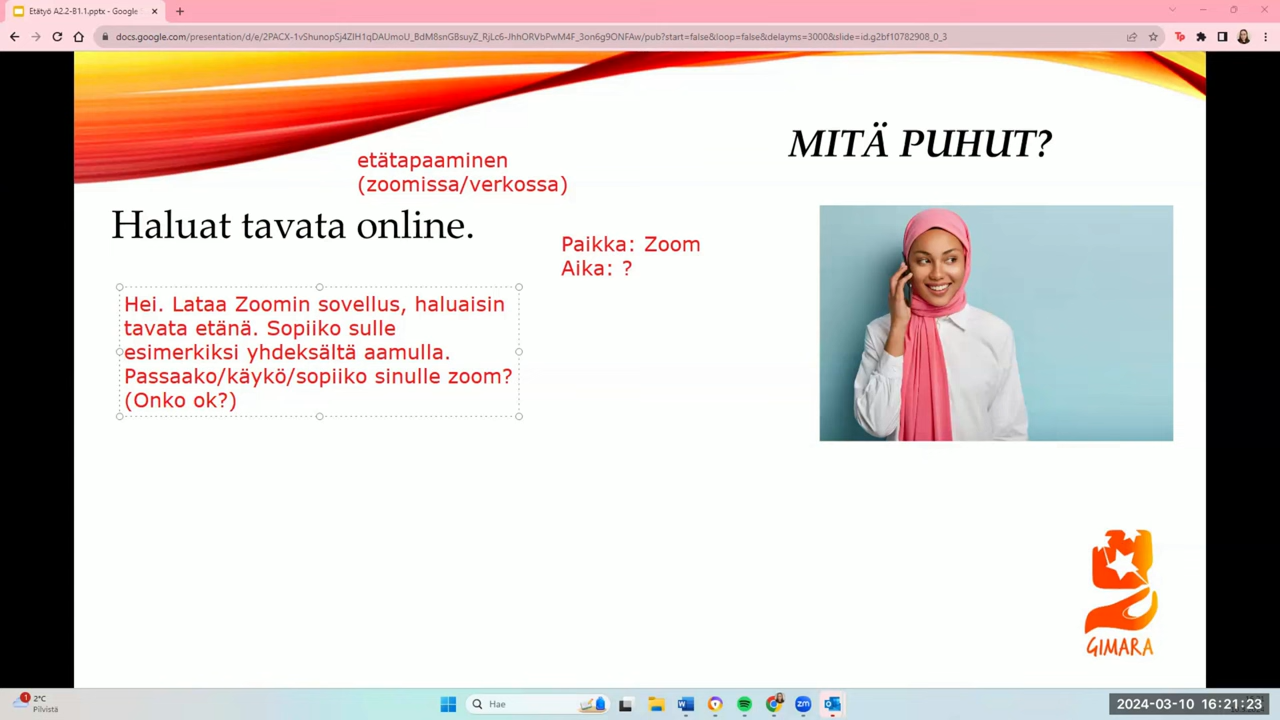 Etätyö A2.2-B1.1.pptx - Google
docs.google.com/presentation/d/e/2PACX-1vShunopSj4ZIH1qDAUmoU_BdM8snGBsuyZ_RjLc6-JhhORVbPwM4F_3on6g9ONFAw/pub?start=false&loop=false&delayms=3000&slide=id.g2bf10782908_0_3
MITÄ PUHUT?
etätapaaminen
(zoomissa/verkossa)
Haluat tavata online.
Paikka: Zoom
Aika: ?
Hei. Lataa Zoomin sovellus, haluaisin
tavata etänä. Sopiiko sulle
esimerkiksi yhdeksältä aamulla.
Passaako/käykö/sopiiko sinulle zoom?
(Onko ok?)
GIMARA
1
2°C
Pilvistä
Hae
zm
2024-03-10 16:21:23